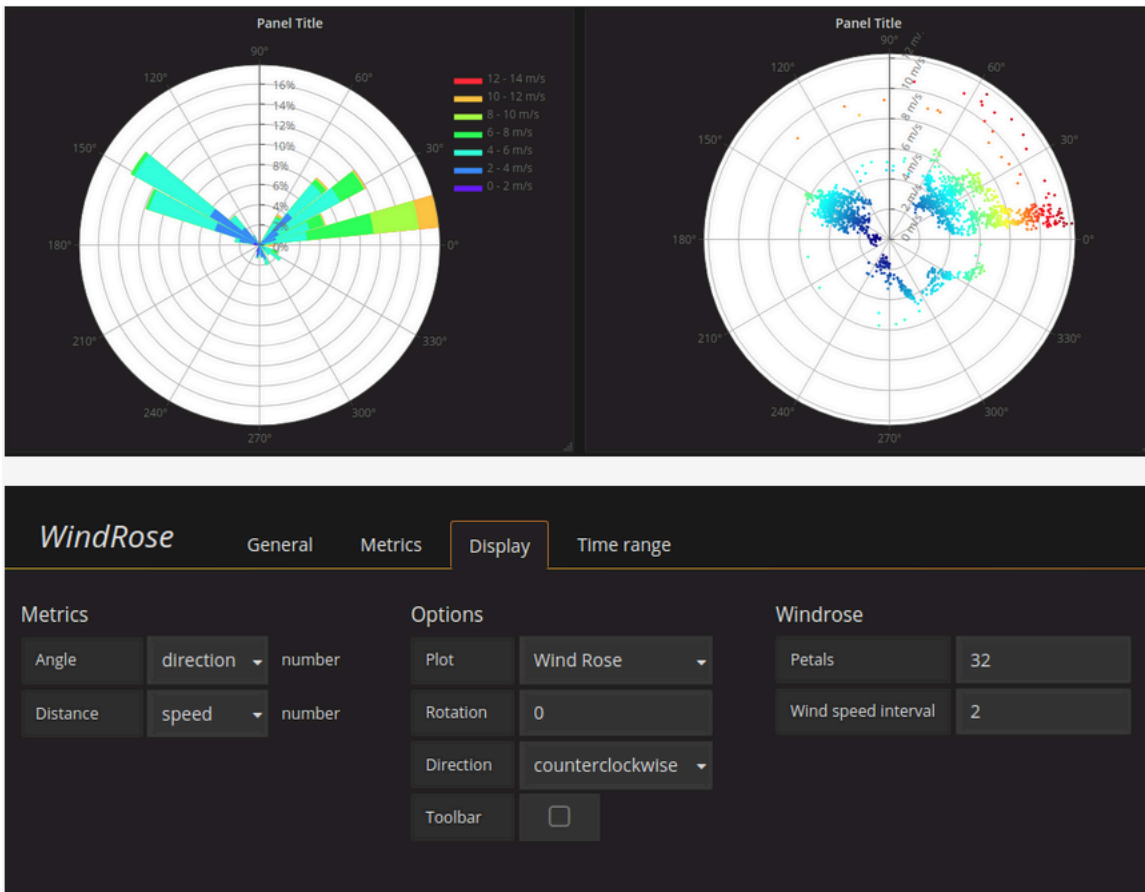 Panel Title
90°
120°
60°
150°
30°
180°
0°
210°
330°
240°
300°
270°
16%
14%
12%
10%
8%
6%
4%
0%
12 - 14 m/s
10 - 12 m/s
8 - 10 m/s
6 - 8 m/s
4 - 6 m/s
2 - 4 m/s
0 - 2 m/s
Panel Title
90°
120°
60°
150°
30°
180°
0°
210°
330°
240°
300°
270°
10 m/s
8 m/s
6 m/s
4 m/s
2 m/s
0 m/s
WindRose
General
Metrics
Display
Time range
Metrics
Angle direction number
Distance speed number
Options
Plot Wind Rose
Rotation 0
Direction counterclockwise
Toolbar
Windrose
Petals 32
Wind speed interval 2